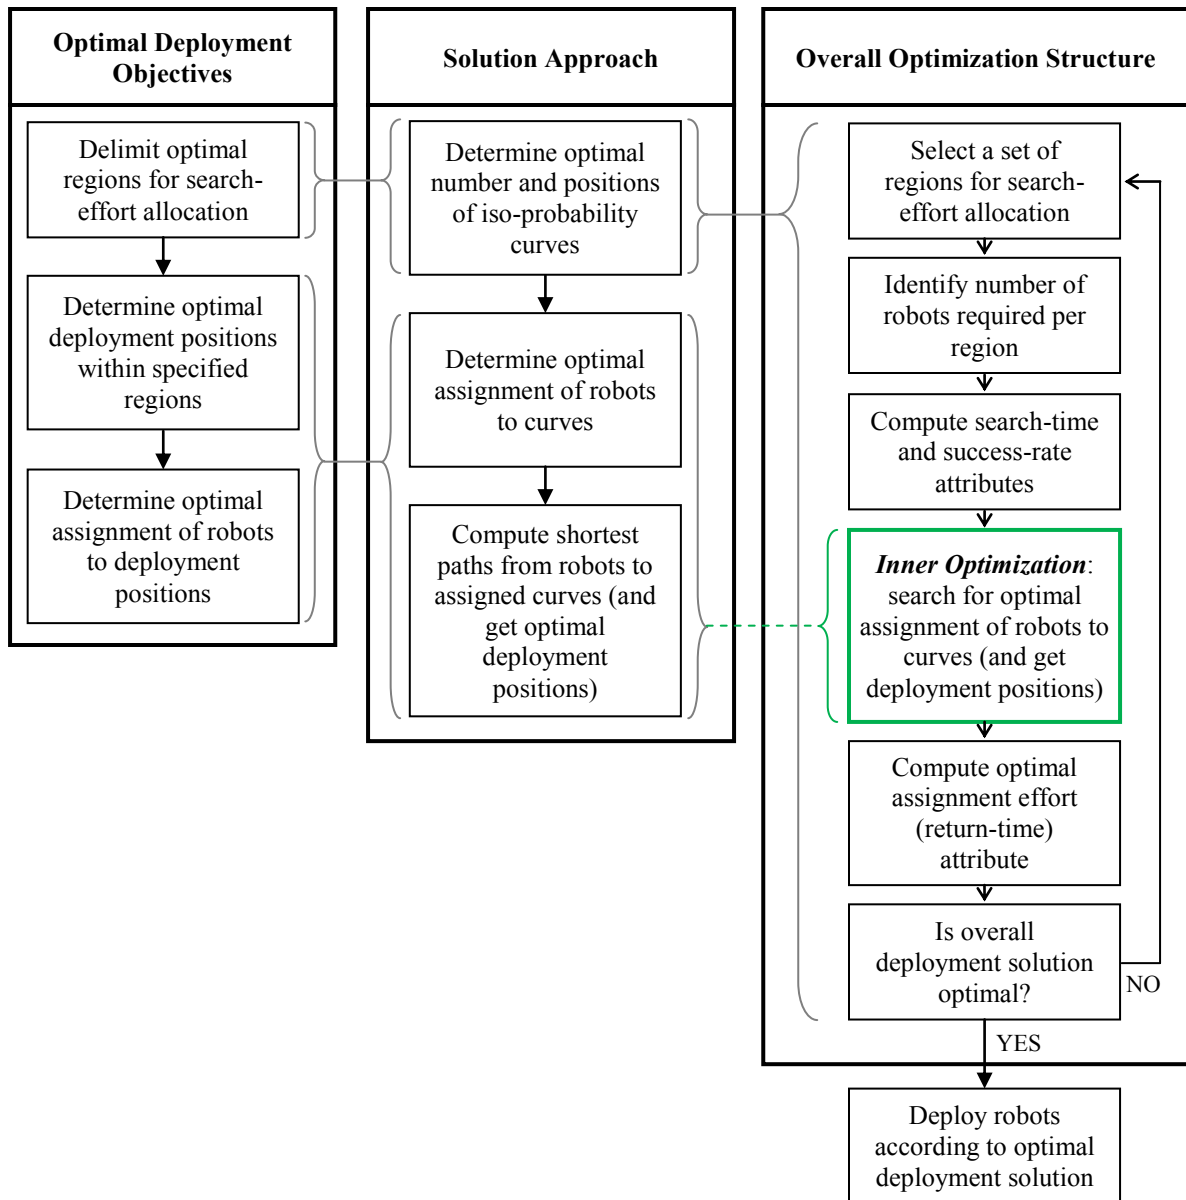 Optimal Deployment
Objectives
Delimit optimal
regions for search-
effort allocation
Determine optimal
deployment positions
within specified
regions
Determine optimal
assignment of robots
to deployment
positions
Solution Approach
Determine optimal
number and positions
of iso-probability
curves
Determine optimal
assignment of robots
to curves
Compute shortest
paths from robots to
assigned curves (and
get optimal
deployment
positions)
Overall Optimization Structure
Select a set of
regions for search-
effort allocation
Identify number of
robots required per
region
Compute search-time
and success-rate
attributes
Inner Optimization:
search for optimal
assignment of robots to
curves (and get
deployment positions)
Compute optimal
assignment effort
(return-time)
attribute
Is overall
deployment solution
optimal?
NO
YES
Deploy robots
according to optimal
deployment solution